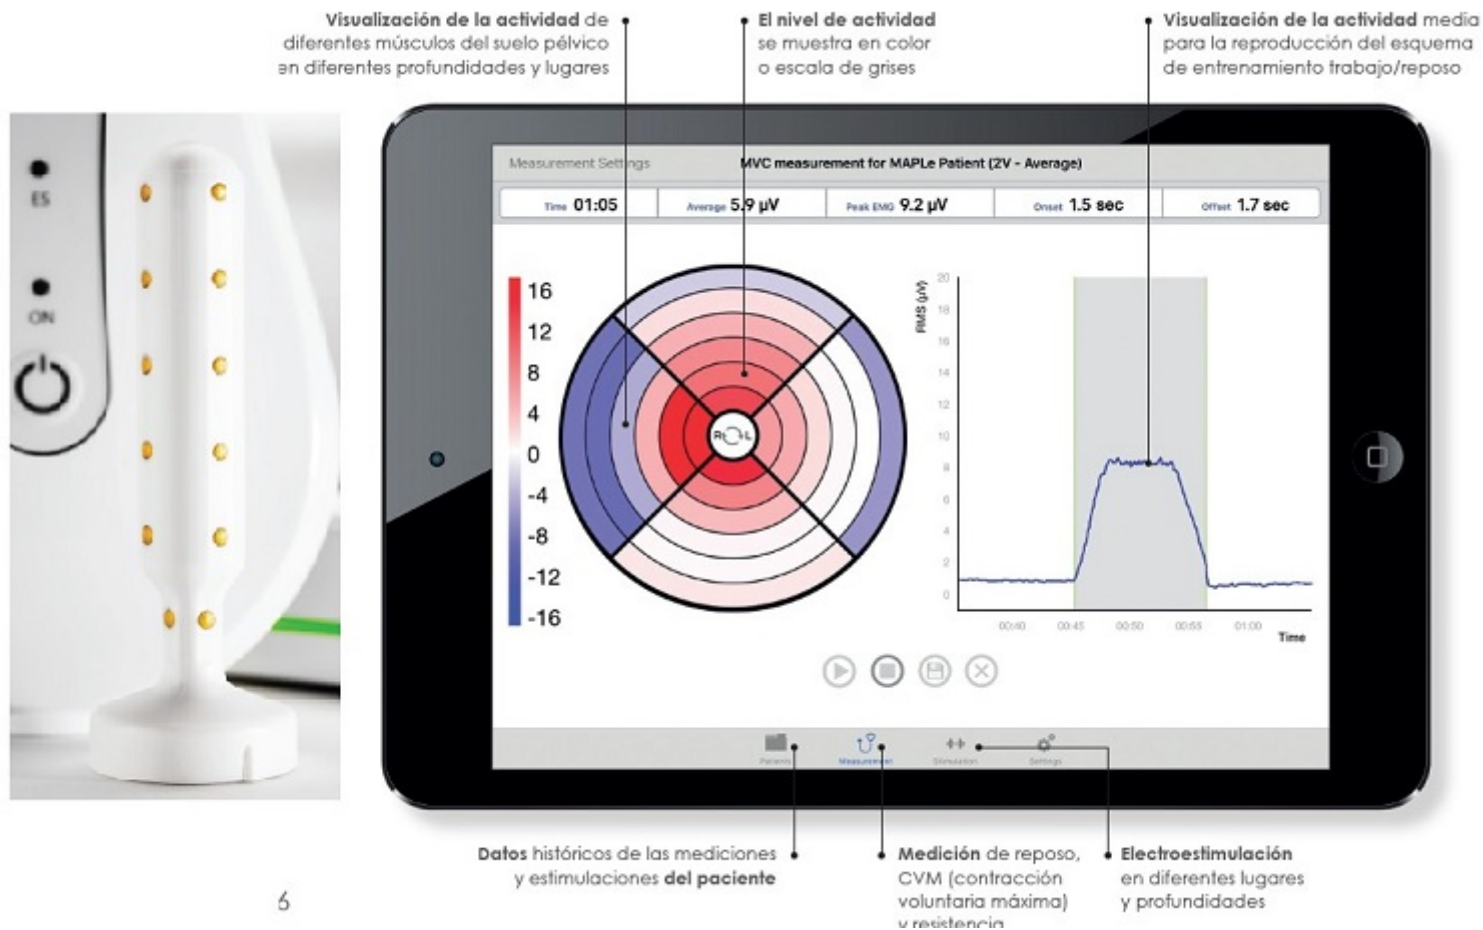 Visualización de la actividad de
diferentes músculos del suelo pélvico
en diferentes profundidades y lugares
El nivel de actividad
se muestra en color
o escala de grises
Visualización de la actividad media
para la reproducción del esquema
de entrenamiento trabajo/reposo
ES
ON
Measurement Settings
MVC measurement for MAPLe Patient (2V - Average)
Time 01:05
Average 5.9 µV
Peak EMG 9.2 µV
Onset 1.5 sec
Offset 1.7 sec
16
12
8
4
0
-4
-8
-12
-16
R L
RMS (µV)
20
18
16
14
12
10
8
6
4
2
0
00:40 00:45 00:50 00:55 01:00
Time
Patients
Measurement
Stimulation
Settings
Datos históricos de las mediciones
y estimulaciones del paciente
Medición de reposo,
CVM (contracción
voluntaria máxima)
y resistencia
Electroestimulación
en diferentes lugares
y profundidades
6